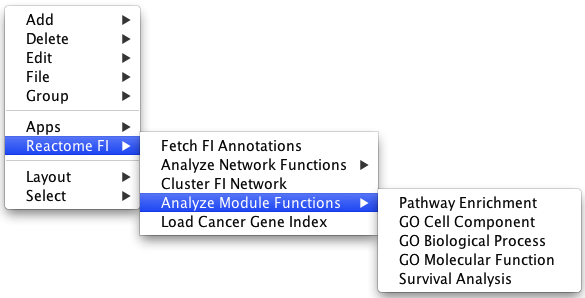 Add
Delete
Edit
File
Group
Apps
Reactome FI
Layout
Select
Fetch FI Annotations
Analyze Network Functions
Cluster FI Network
Analyze Module Functions
Load Cancer Gene Index
Pathway Enrichment
GO Cell Component
GO Biological Process
GO Molecular Function
Survival Analysis